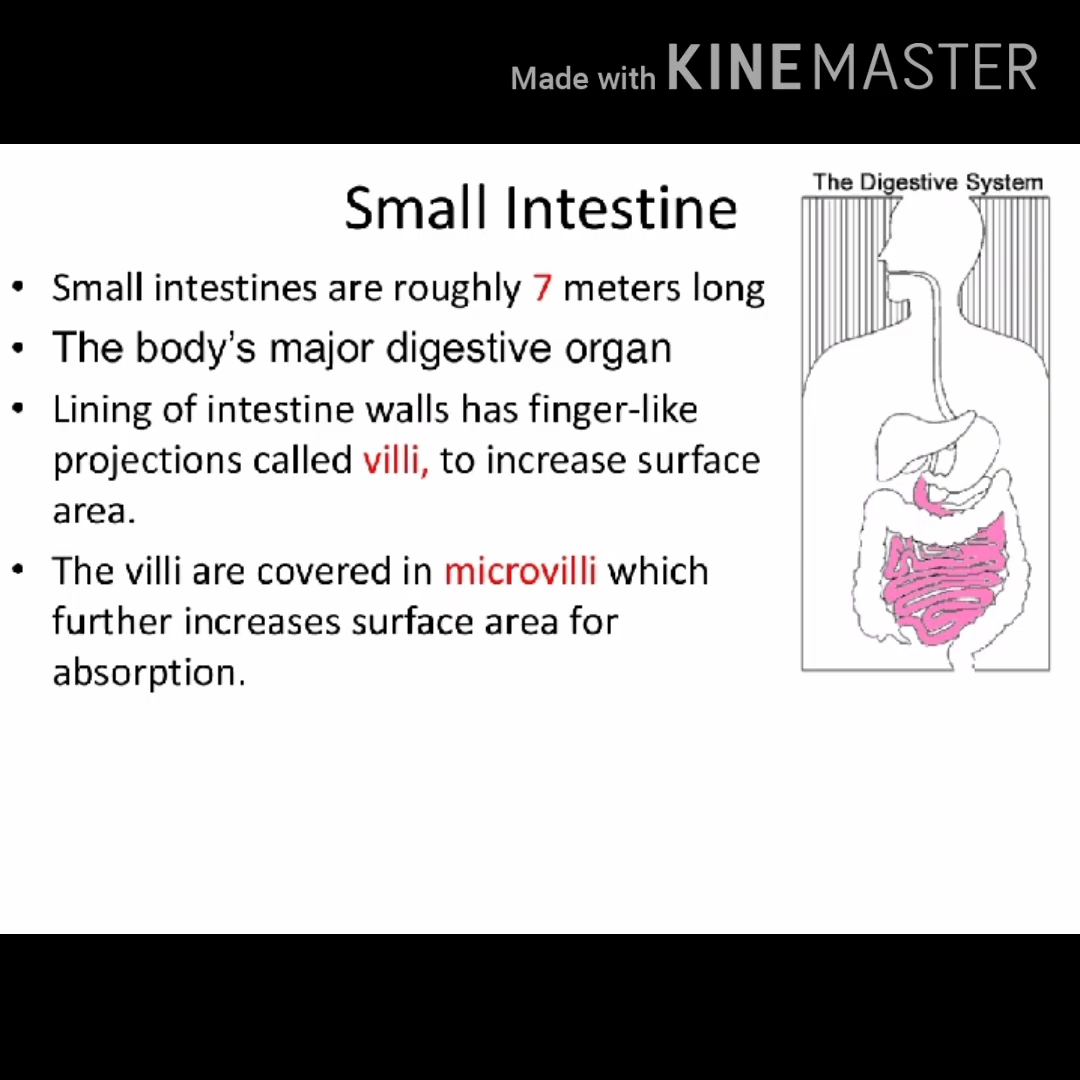 Made with KINEMASTER
The Digestive System
Small Intestine
• Small intestines are roughly 7 meters long
• The body's major digestive organ
• Lining of intestine walls has finger-like
projections called villi, to increase surface
area.
• The villi are covered in microvilli which
further increases surface area for
absorption.